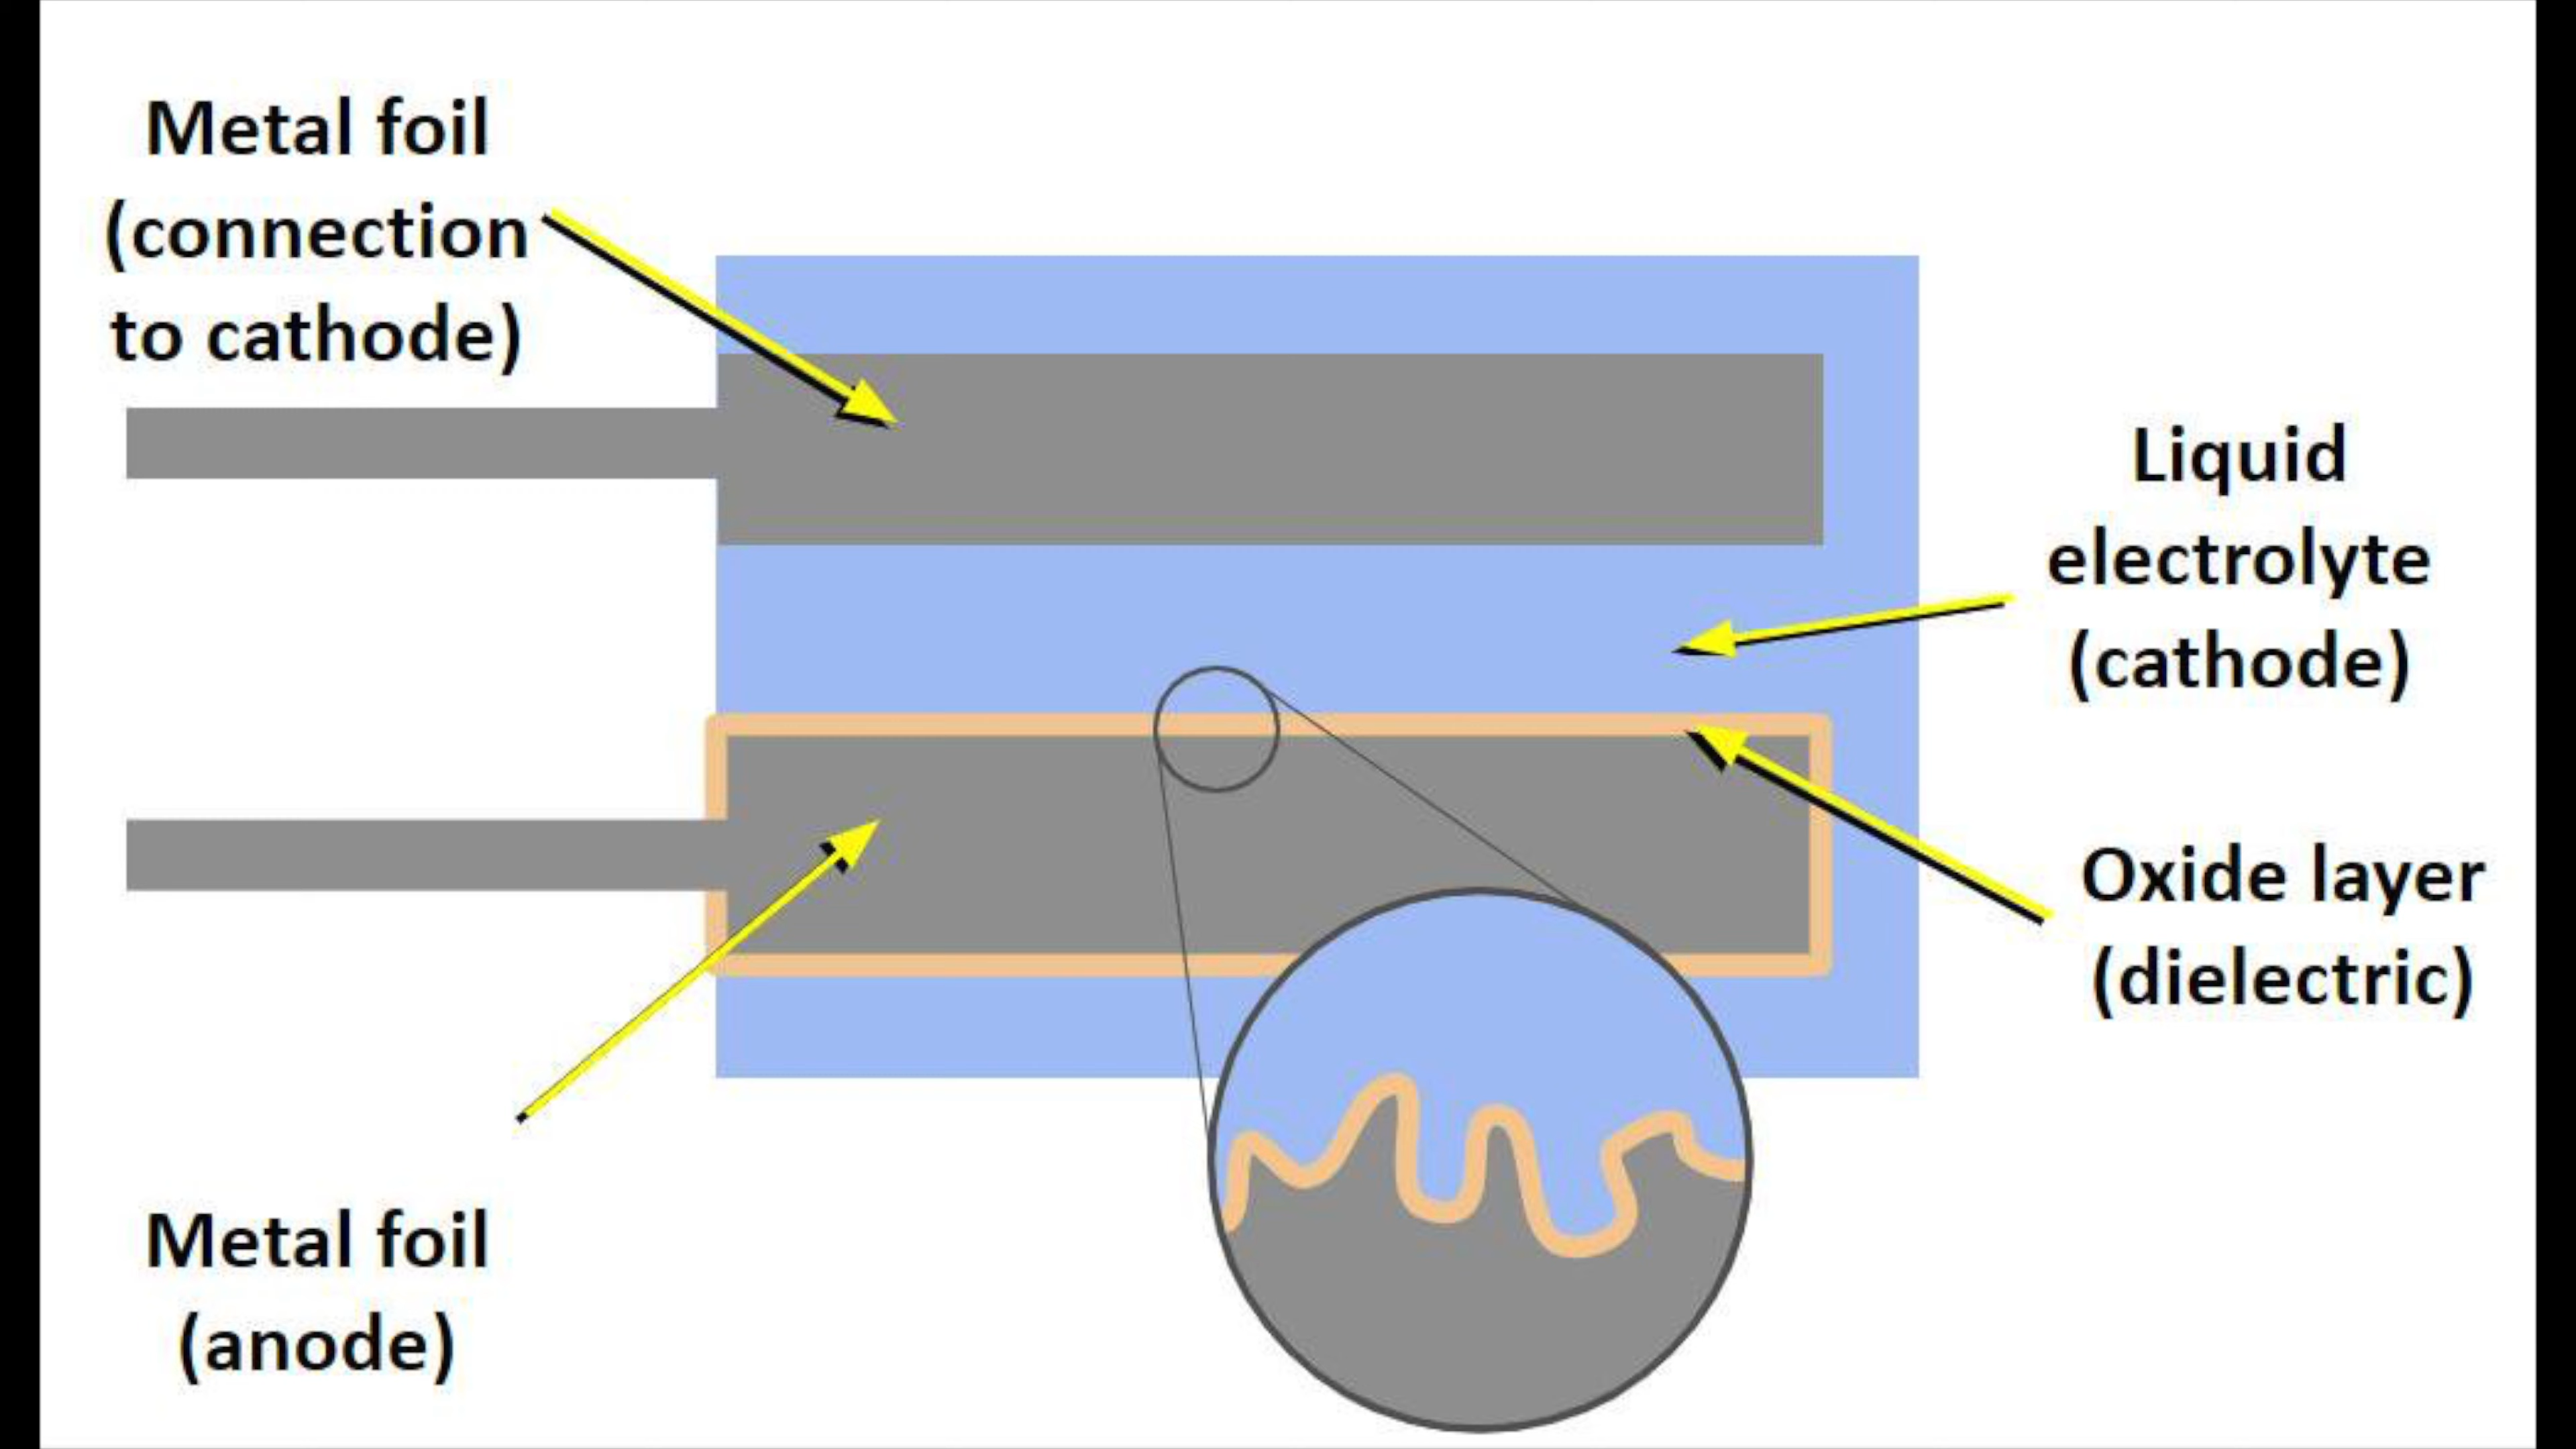 Metal foil
(connection
to cathode)
Liquid
electrolyte
(cathode)
Oxide layer
(dielectric)
Metal foil
(anode)